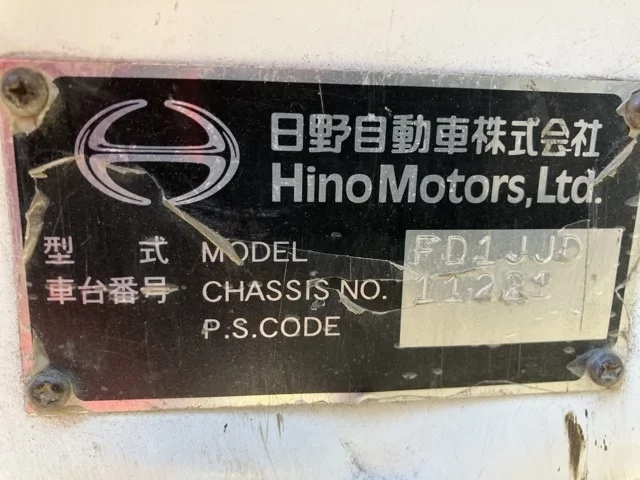 日野自動車株式会社
Hino Motors, Ltd.
型 式 MODEL FD1JJD
車台番号 CHASSIS NO. 11221
P.S.CODE